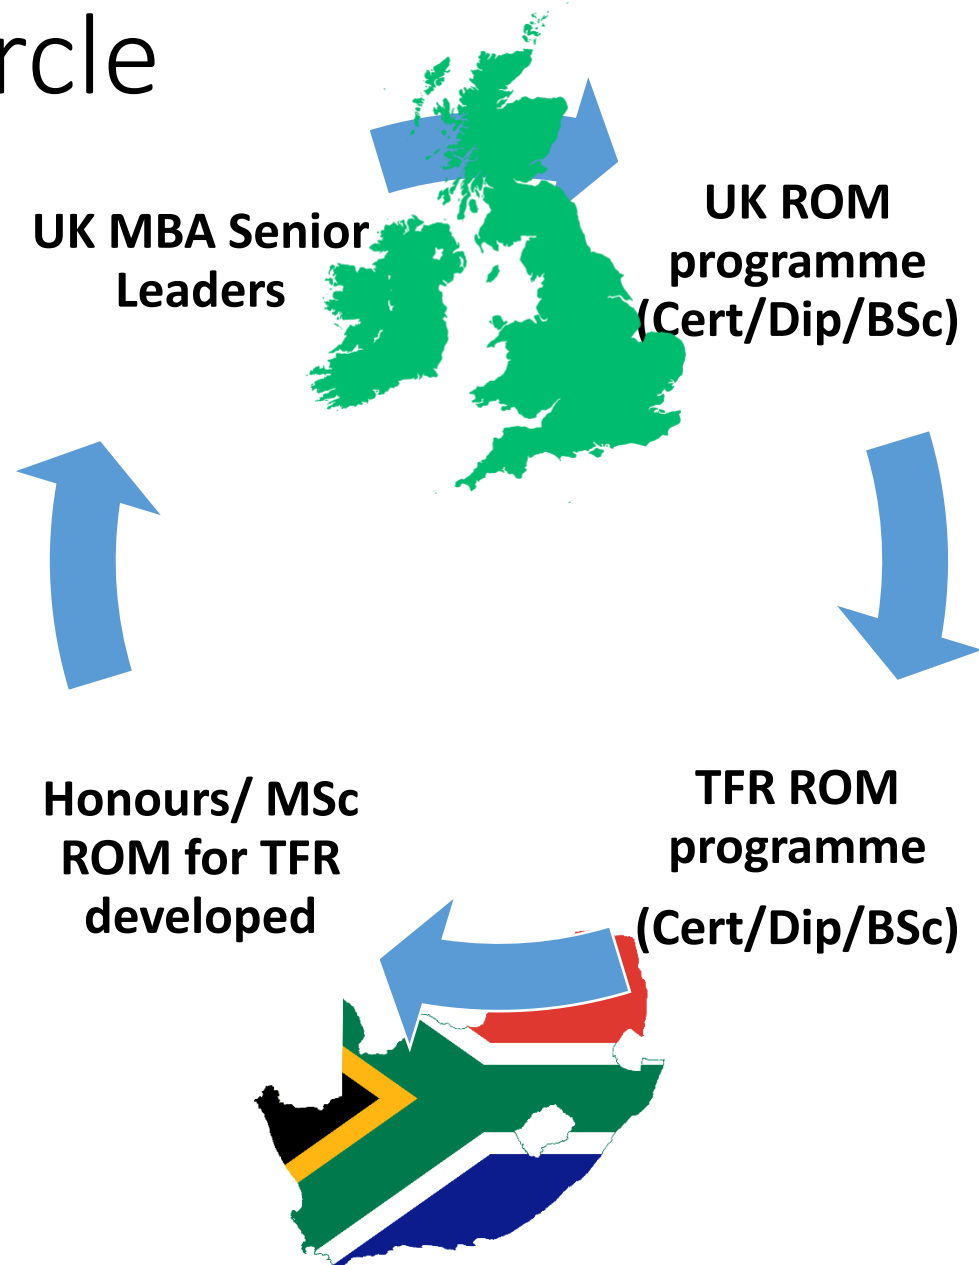 rcle
UK MBA Senior
Leaders
UK ROM
programme
(Cert/Dip/BSc)
TFR ROM
programme
(Cert/Dip/BSc)
Honours/ MSc
ROM for TFR
developed